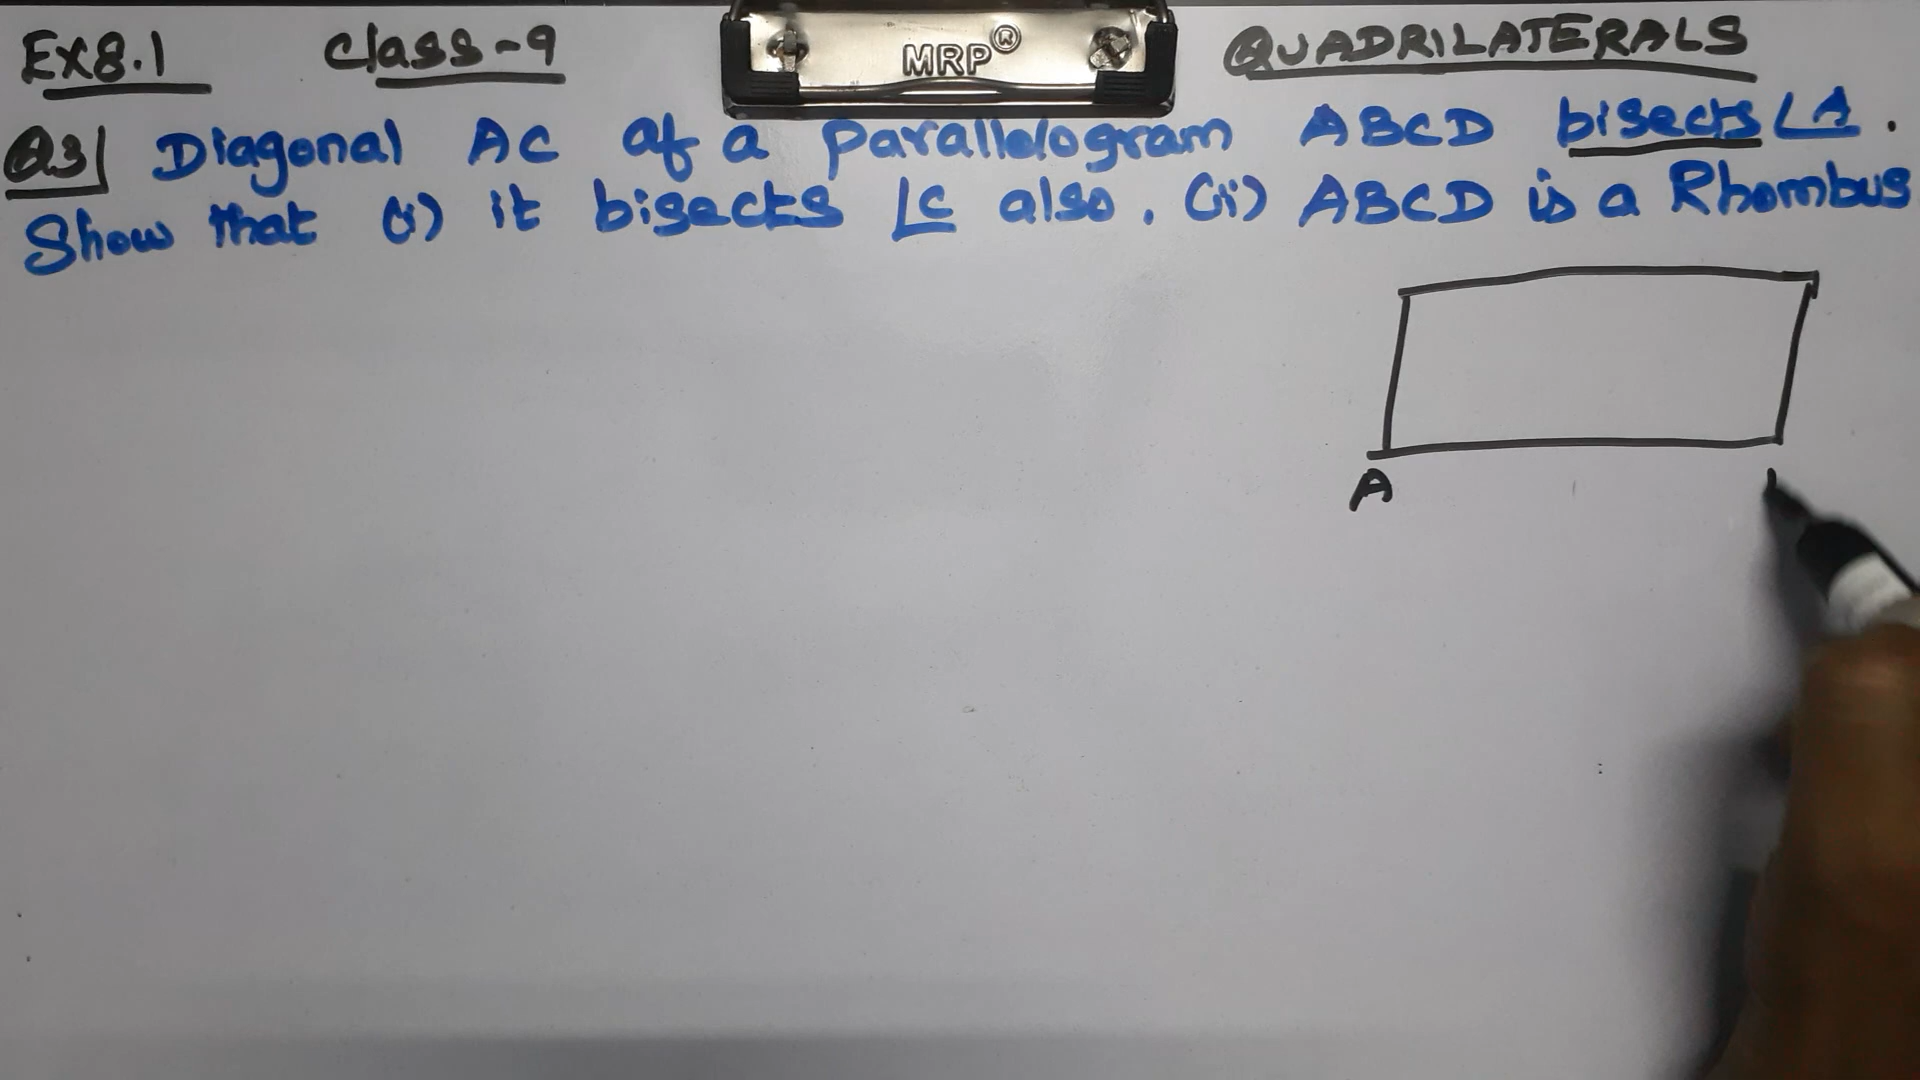 Ex8.1 Class-9 MRP® QUADRILATERALS
Q3| Diagonal AC of a parallelogram ABCD bisects ∠A.
Show that (i) it bisects ∠C also. (ii) ABCD is a Rhombus
A